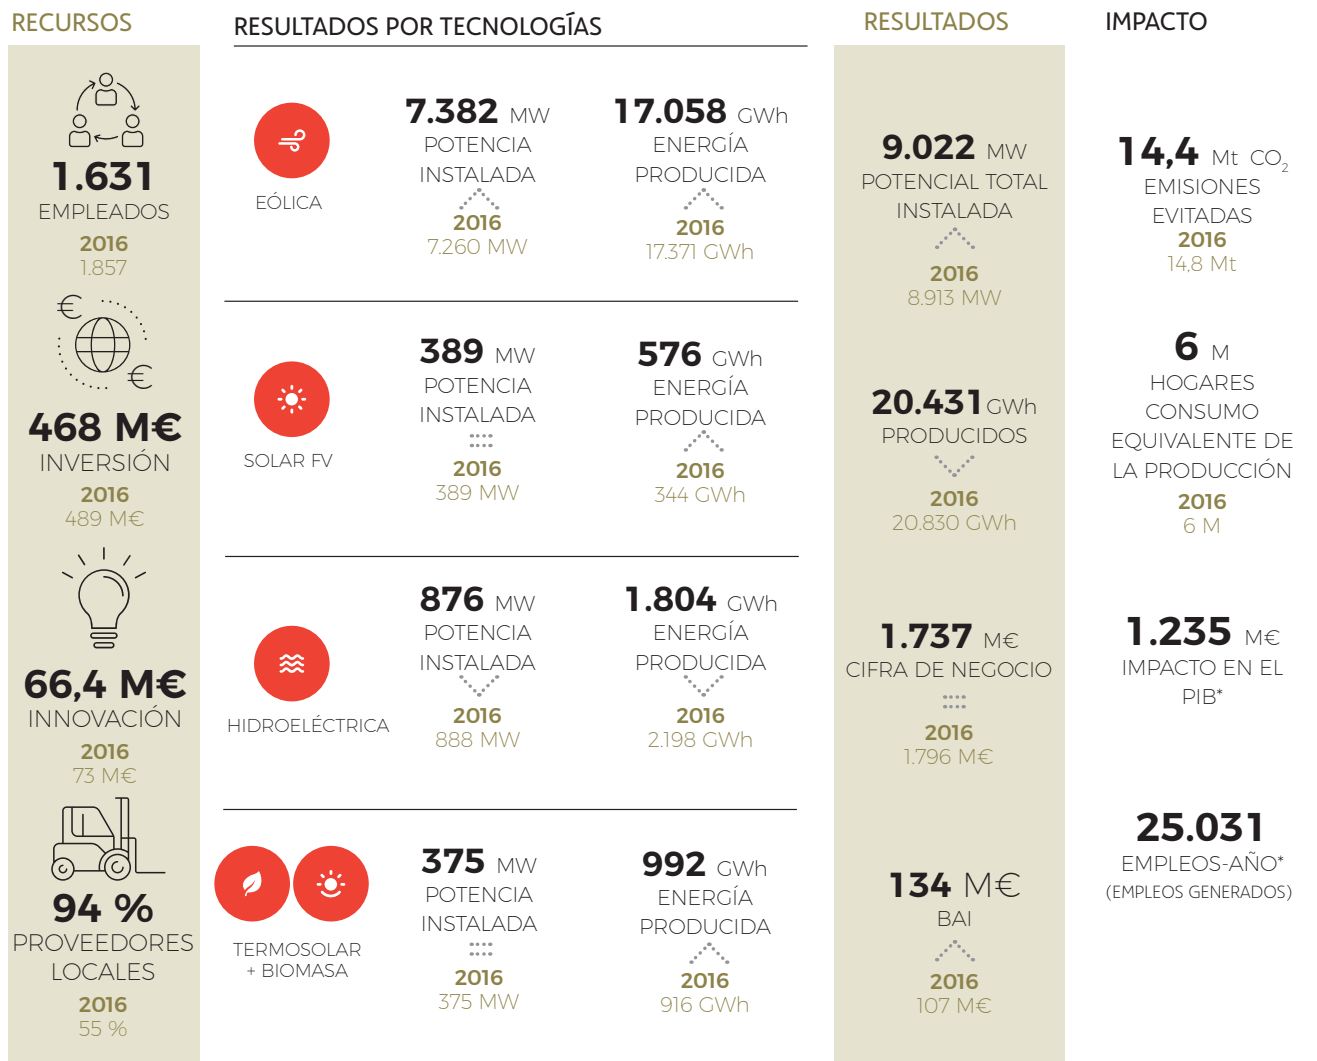 RECURSOS
1.631
EMPLEADOS
2016
1.857
€
€
468 M€
INVERSIÓN
2016
489 M€
66,4 M€
INNOVACIÓN
2016
73 M€
94 %
PROVEEDORES
LOCALES
2016
55 %
RESULTADOS POR TECNOLOGÍAS
EÓLICA
7.382 MW
POTENCIA
INSTALADA
2016
7.260 MW
17.058 GWh
ENERGÍA
PRODUCIDA
2016
17.371 GWh
SOLAR FV
389 MW
POTENCIA
INSTALADA
2016
389 MW
576 GWh
ENERGÍA
PRODUCIDA
2016
344 GWh
HIDROELÉCTRICA
876 MW
POTENCIA
INSTALADA
2016
888 MW
1.804 GWh
ENERGÍA
PRODUCIDA
2016
2.198 GWh
TERMOSOLAR
+ BIOMASA
375 MW
POTENCIA
INSTALADA
2016
375 MW
992 GWh
ENERGÍA
PRODUCIDA
2016
916 GWh
RESULTADOS
9.022 MW
POTENCIAL TOTAL
INSTALADA
2016
8.913 MW
20.431 GWh
PRODUCIDOS
2016
20.830 GWh
1.737 M€
CIFRA DE NEGOCIO
2016
1.796 M€
134 M€
BAI
2016
107 M€
IMPACTO
14,4 Mt CO2
EMISIONES
EVITADAS
2016
14,8 Mt
6 M
HOGARES
CONSUMO
EQUIVALENTE DE
LA PRODUCCIÓN
2016
6 M
1.235 M€
IMPACTO EN EL
PIB*
25.031
EMPLEOS-AÑO*
(EMPLEOS GENERADOS)